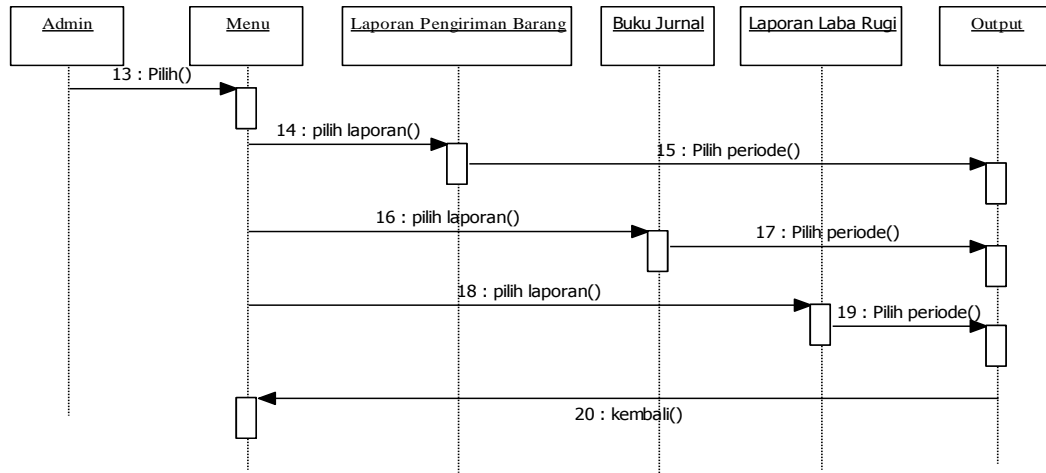 Admin
Menu
Laporan Pengiriman Barang
Buku Jurnal
Laporan Laba Rugi
Output
13 : Pilih()
14 : pilih laporan()
15 : Pilih periode()
16 : pilih laporan()
17 : Pilih periode()
18 : pilih laporan()
19 : Pilih periode()
20 : kembali()